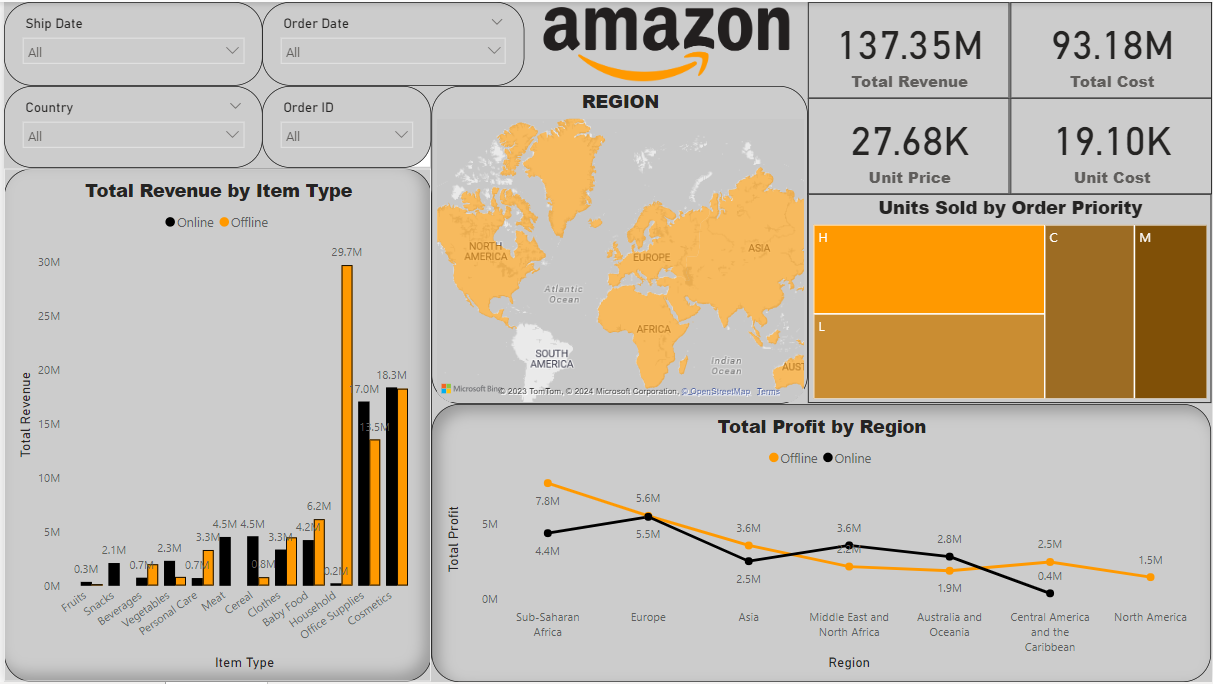 Ship Date
All
Order Date
All
Country
All
Order ID
All
amazon
137.35M
Total Revenue
93.18M
Total Cost
27.68K
Unit Price
19.10K
Unit Cost
REGION
NORTH
AMERICA
EUROPE
ASIA
Atlantic
Ocean
AFRICA
SOUTH
AMERICA
Indian
Ocean
AUST
Microsoft Bing
© 2023 TomTom, © 2024 Microsoft Corporation, © OpenStreetMap Terms
Units Sold by Order Priority
H
L
C
M
Total Revenue by Item Type
Online Offline
Total Revenue
30M
25M
20M
15M
10M
5M
0M
0.3M
2.1M
0.7M
2.3M
0.7M
3.3M
4.5M
4.5M
0.8M
3.3M
4.2M
6.2M
0.2M
29.7M
17.0M
13.5M
18.3M
Fruits
Snacks
Beverages
Vegetables
Personal Care
Meat
Cereal
Clothes
Baby Food
Household
Office Supplies
Cosmetics
Item Type
Total Profit by Region
Offline Online
Total Profit
5M
0M
7.8M
4.4M
5.6M
5.5M
3.6M
2.5M
3.6M
2.2M
2.8M
1.9M
2.5M
0.4M
1.5M
Sub-Saharan
Africa
Europe
Asia
Middle East and
North Africa
Australia and
Oceania
Central America
and the
Caribbean
North America
Region